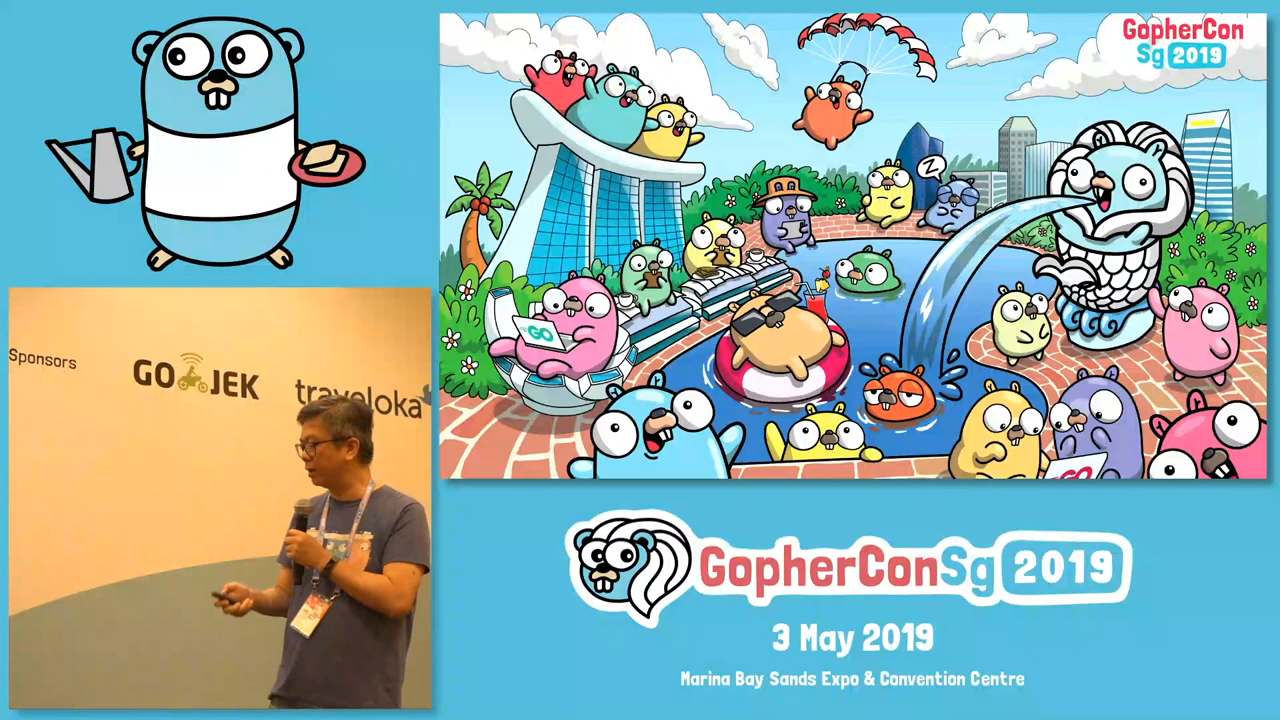 GopherCon
Sg 2019
Z
GO
GO
Sponsors
GO JEK
traveloka
GopherConSg 2019
3 May 2019
Marina Bay Sands Expo & Convention Centre